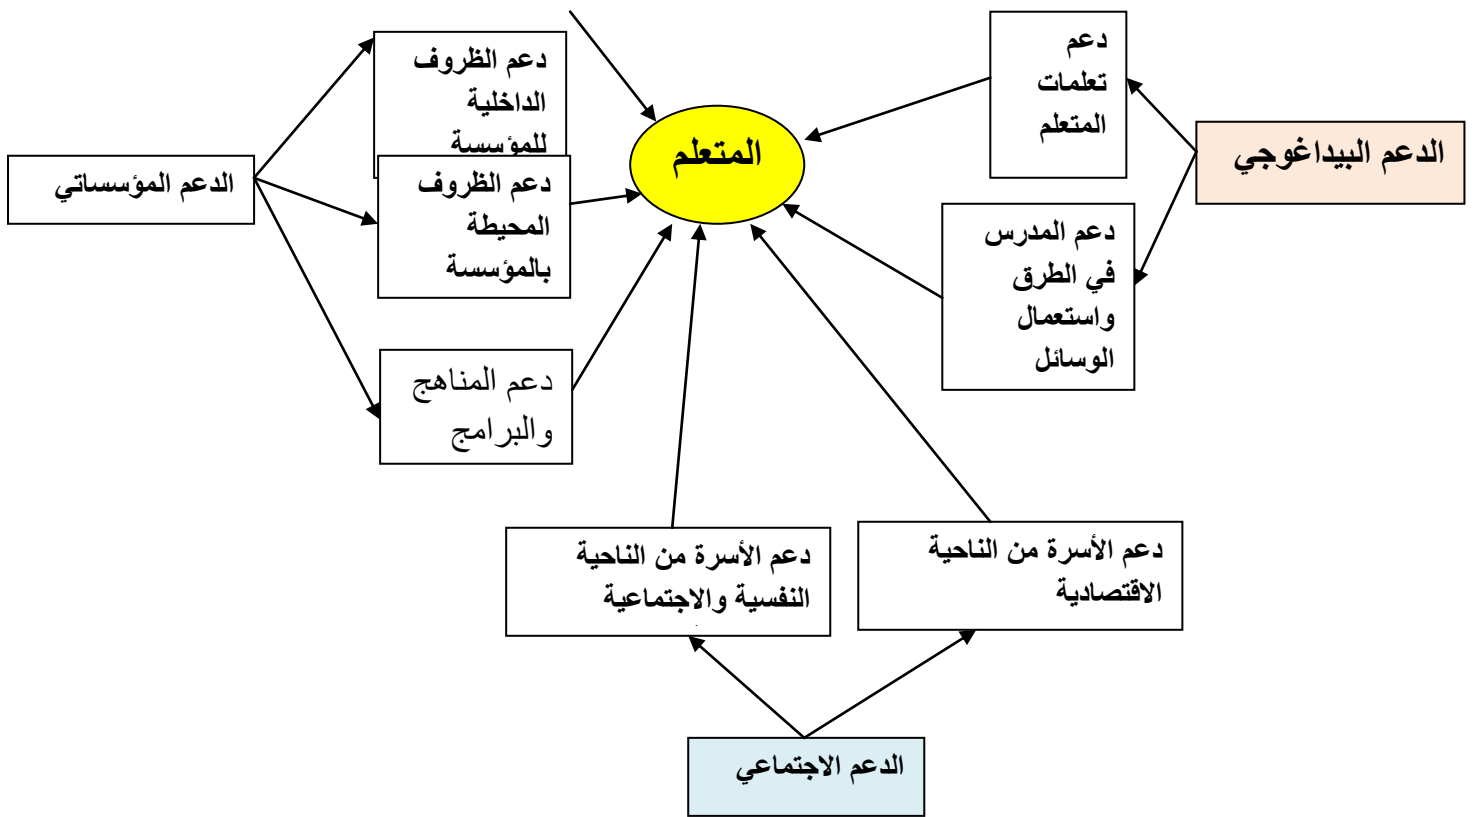 دعم
تعلمات
المتعلم
الدعم البيداغوجي
دعم المدرس
في الطرق
واستعمال
الوسائل
المتعلم
دعم الظروف
الداخلية
للمؤسسة
دعم الظروف
المحيطة
بالمؤسسة
الدعم المؤسساتي
دعم المناهج
والبرامج
دعم الأسرة من الناحية
الاقتصادية
دعم الأسرة من الناحية
النفسية والاجتماعية
الدعم الاجتماعي